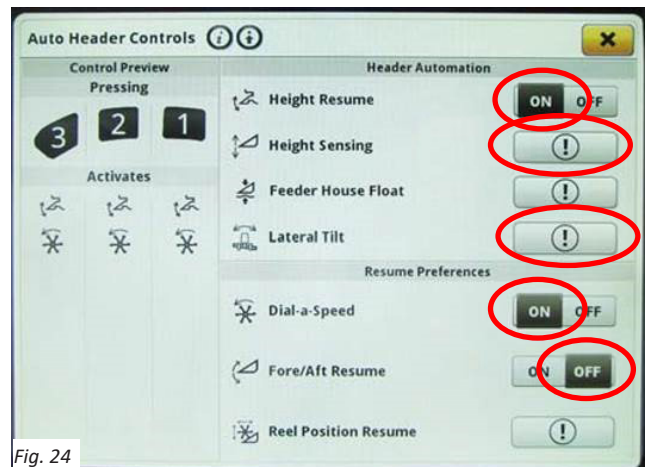 Auto Header Controls
Control Preview
Pressing
3 2 1
Activates
Header Automation
Height Resume ON OFF
Height Sensing !
Feeder House Float !
Lateral Tilt !
Resume Preferences
Dial-a-Speed ON OFF
Fore/Aft Resume ON OFF
Reel Position Resume !
Fig. 24